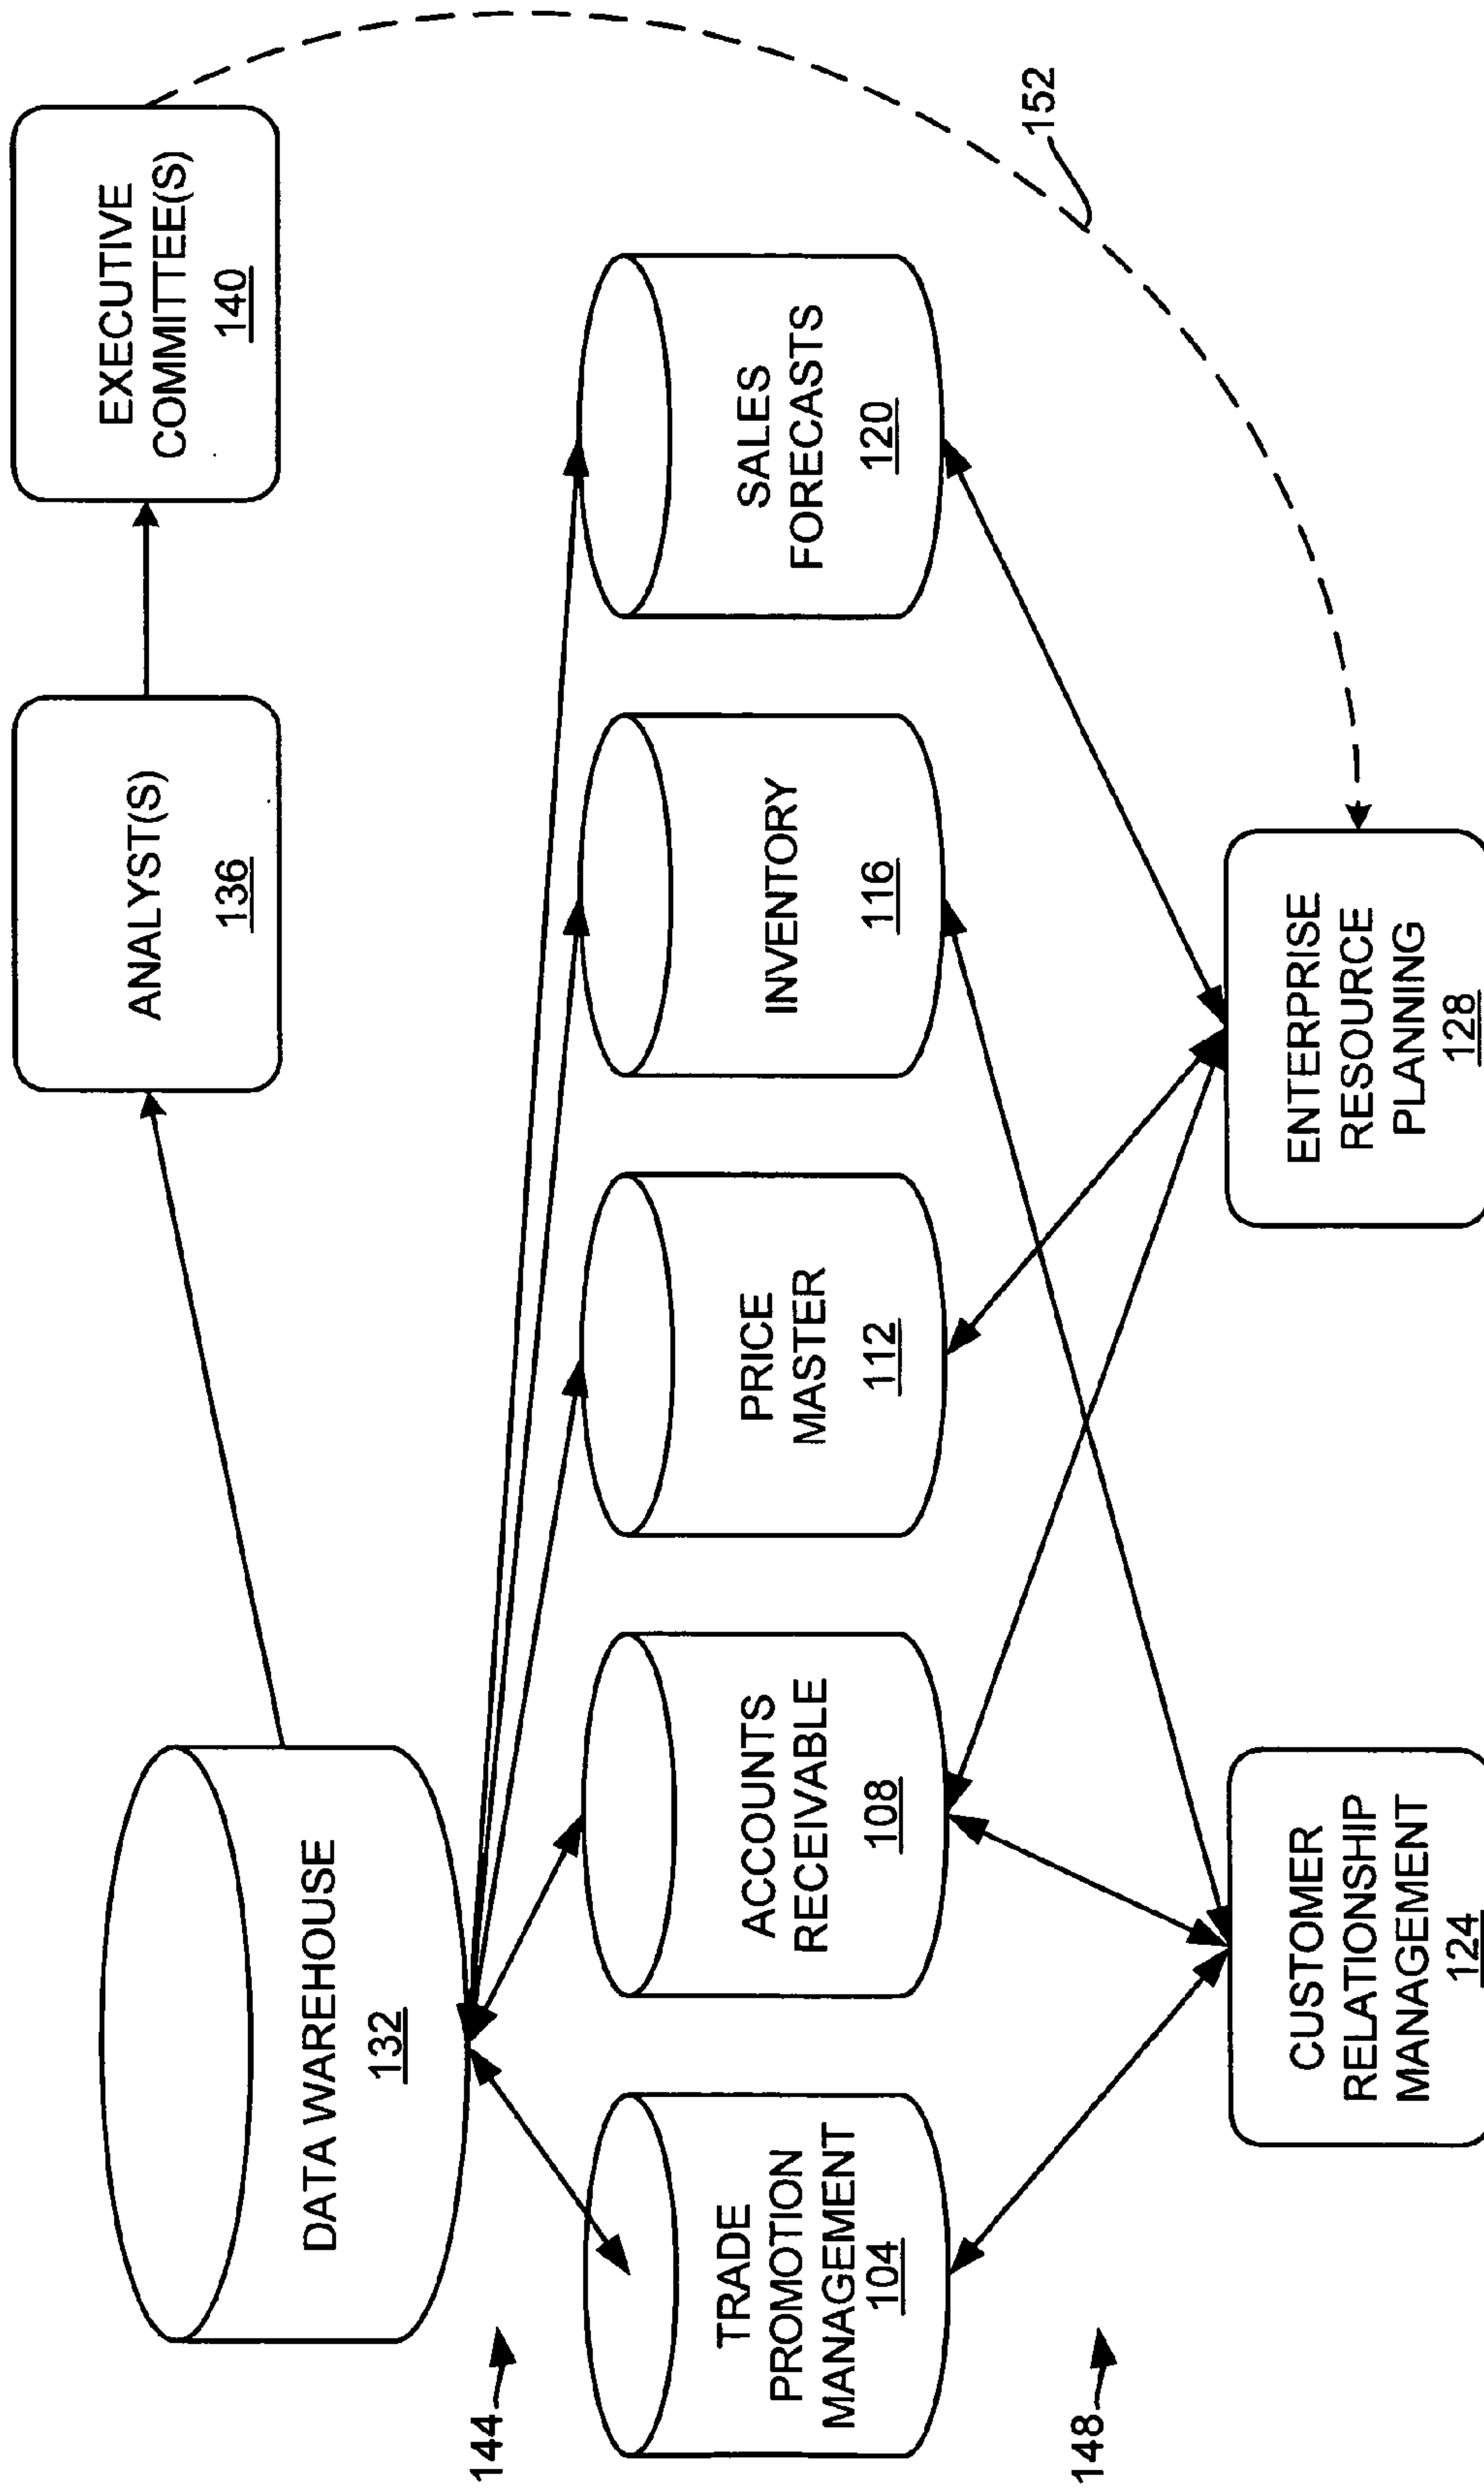 DATA WAREHOUSE
132
ANALYST(S)
136
EXECUTIVE
COMMITTEE(S)
140
144
TRADE
PROMOTION
MANAGEMENT
104
ACCOUNTS
RECEIVABLE
108
PRICE
MASTER
112
INVENTORY
116
SALES
FORECASTS
120
152
148
CUSTOMER
RELATIONSHIP
MANAGEMENT
124
ENTERPRISE
RESOURCE
PLANNING
128